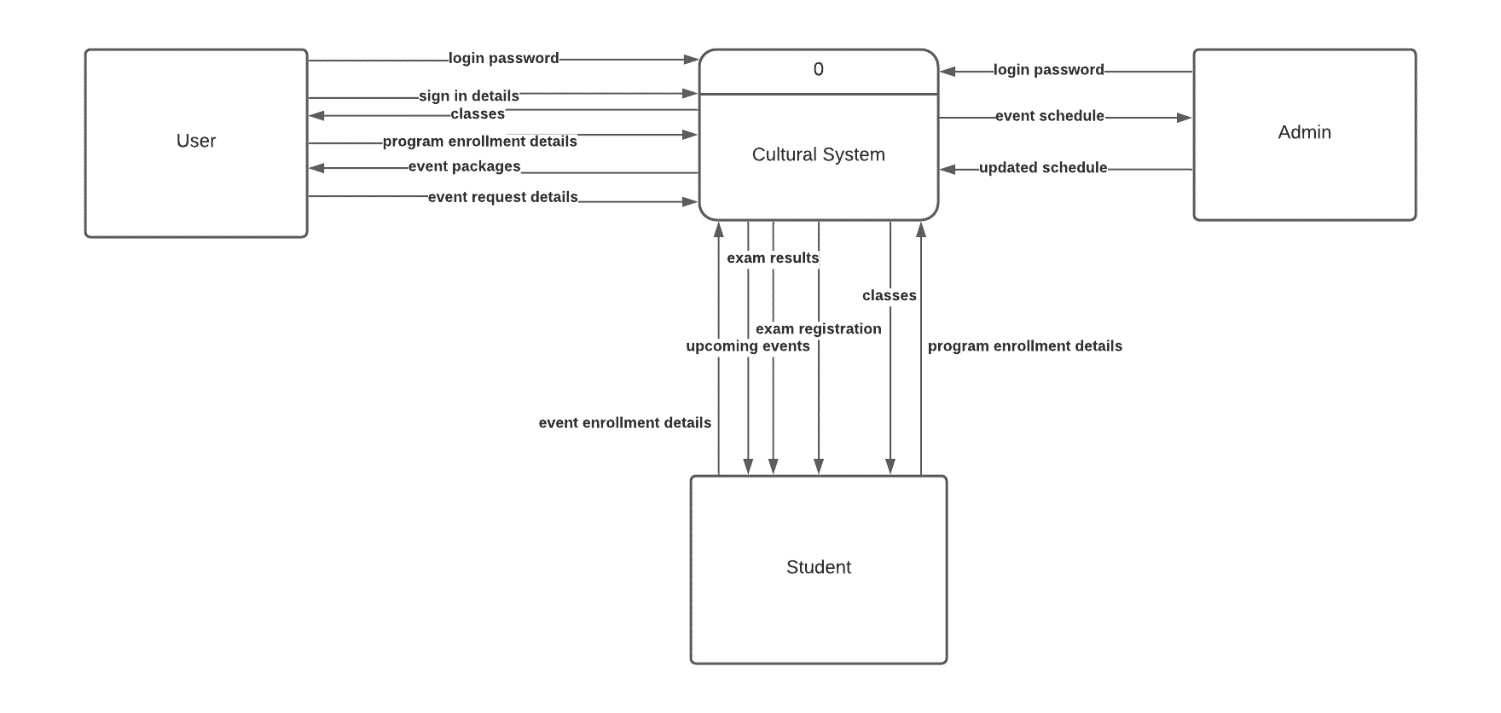 login password
0
login password
sign in details
classes
event schedule
User
program enrollment details
Admin
Cultural System
event packages
updated schedule
event request details
exam results
classes
exam registration
upcoming events
program enrollment details
event enrollment details
Student